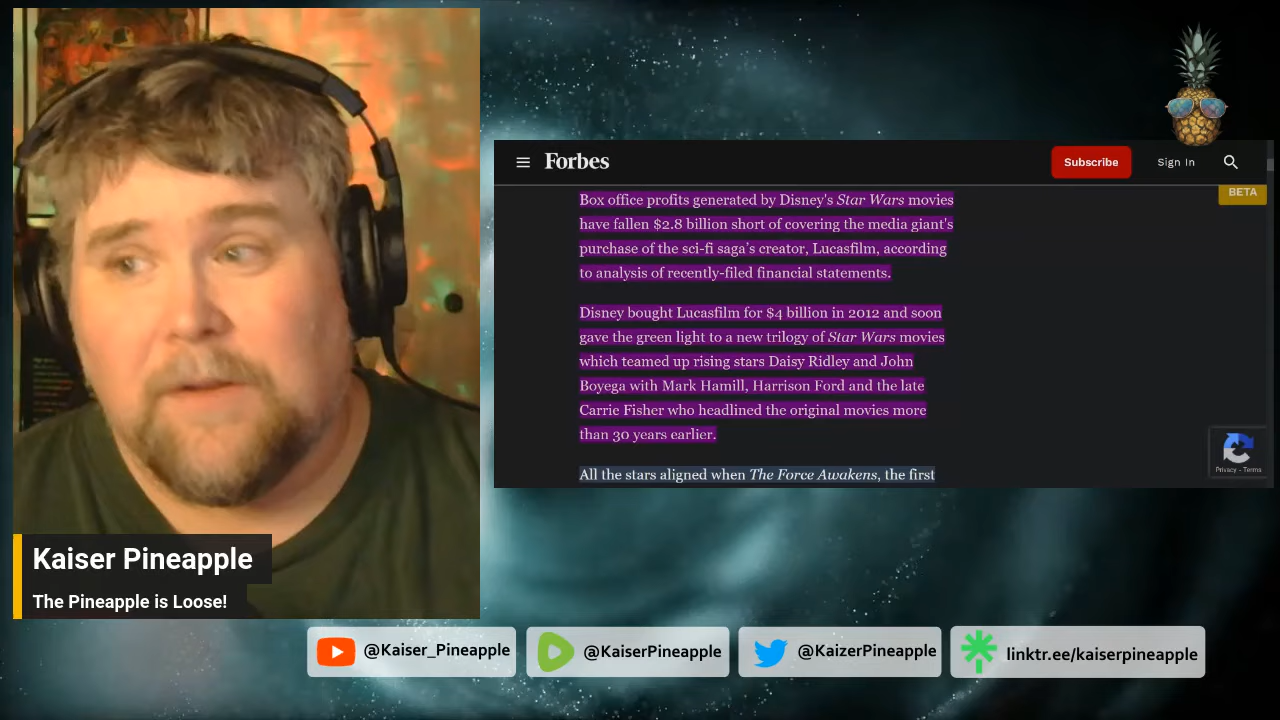 Forbes
Subscribe
Sign In
BETA
Box office profits generated by Disney's Star Wars movies
have fallen $2.8 billion short of covering the media giant's
purchase of the sci-fi saga’s creator, Lucasfilm, according
to analysis of recently-filed financial statements.
Disney bought Lucasfilm for $4 billion in 2012 and soon
gave the green light to a new trilogy of Star Wars movies
which teamed up rising stars Daisy Ridley and John
Boyega with Mark Hamill, Harrison Ford and the late
Carrie Fisher who headlined the original movies more
than 30 years earlier.
All the stars aligned when The Force Awakens, the first
Privacy - Terms
Kaiser Pineapple
The Pineapple is Loose!
@Kaiser_Pineapple
@KaiserPineapple
@KaizerPineapple
linktr.ee/kaiserpineapple